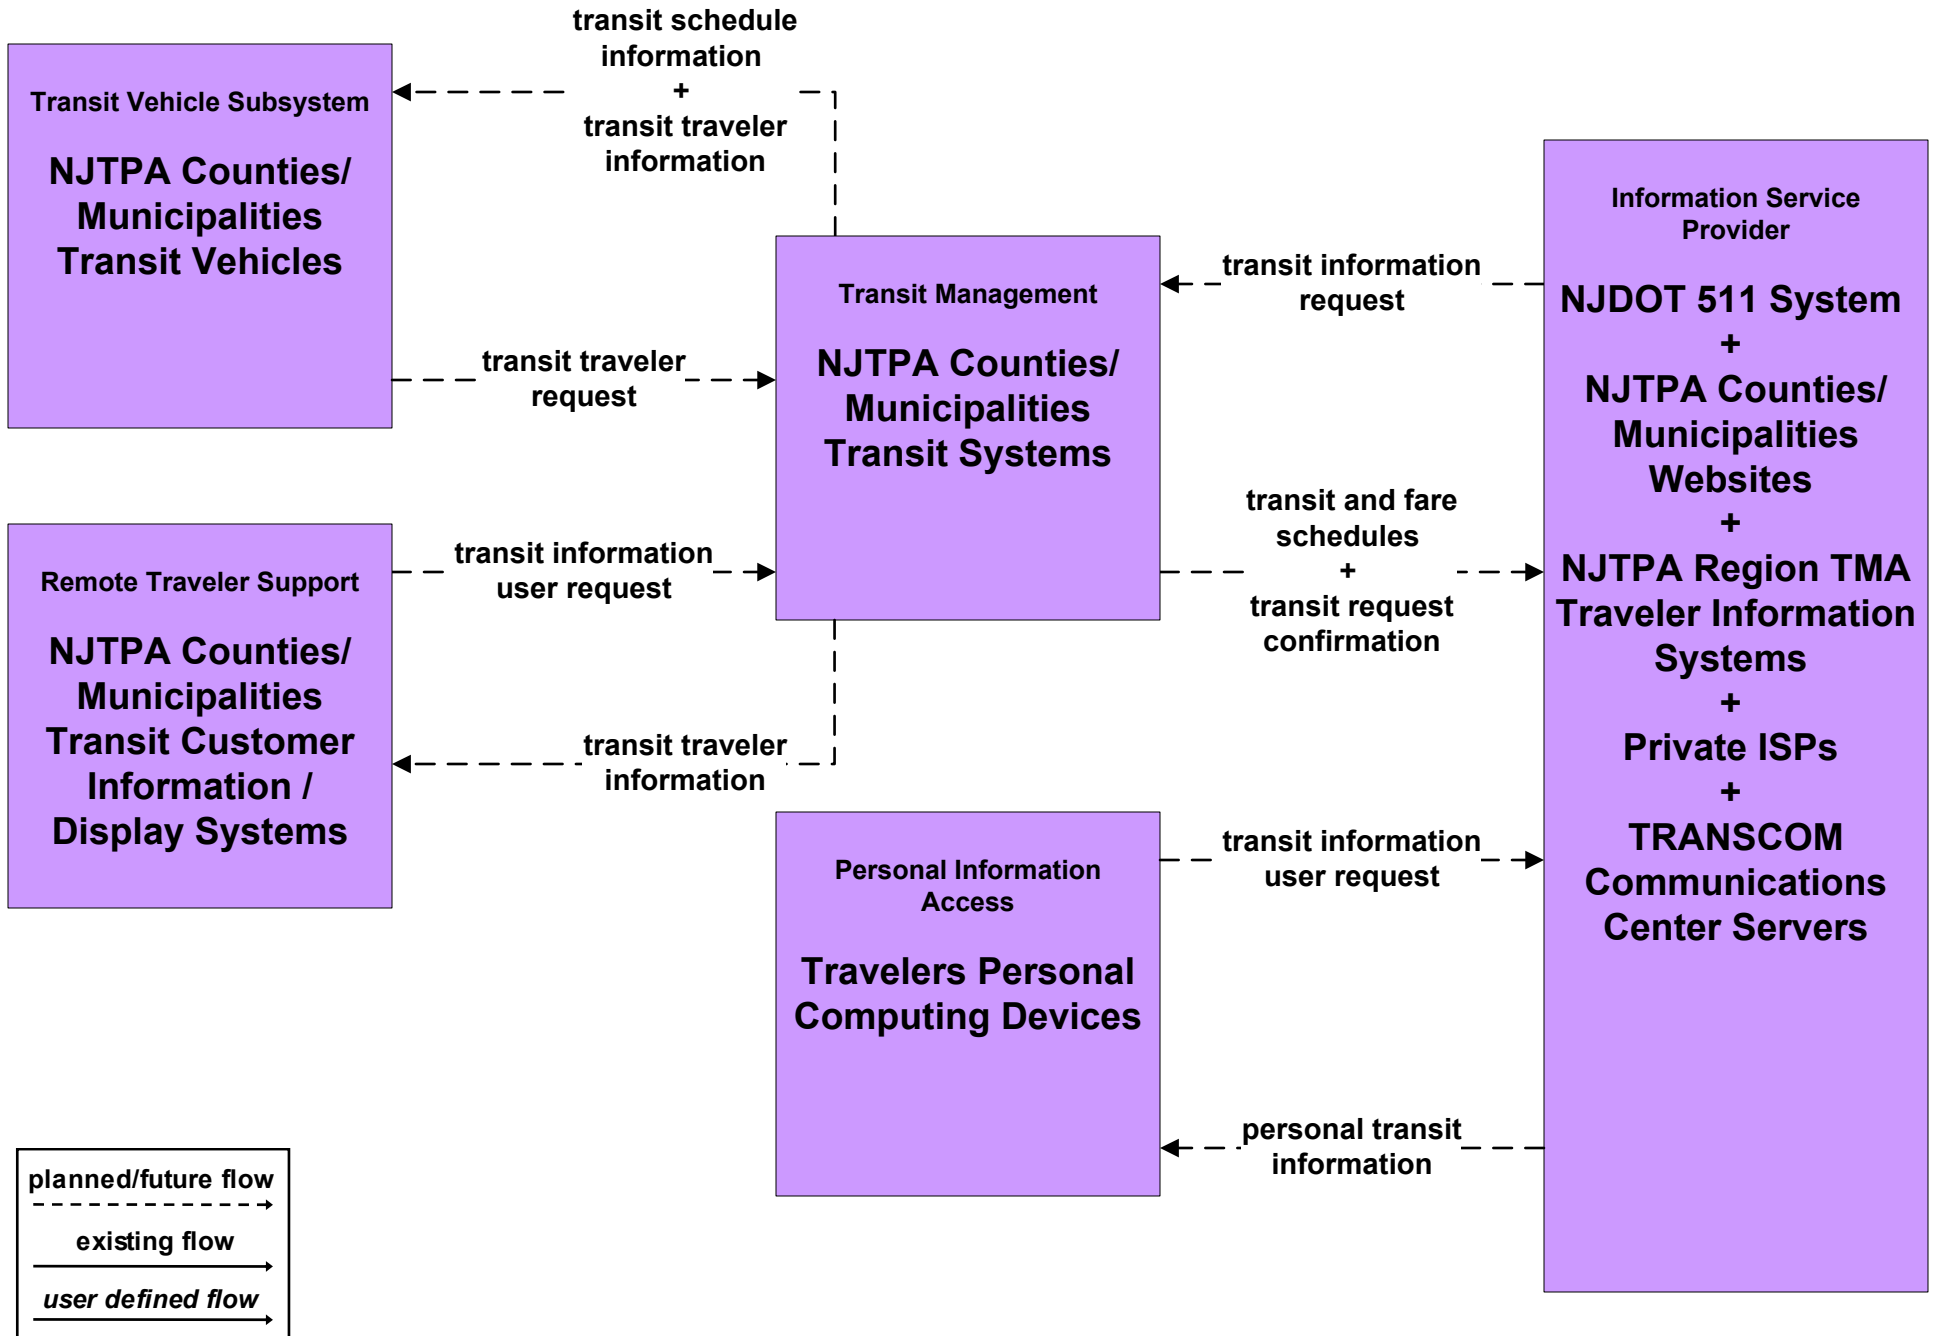 transit schedule
information
+
transit traveler
information
Transit Vehicle Subsystem
NJTPA Counties/
Municipalities
Transit Vehicles
transit traveler
request
Remote Traveler Support
NJTPA Counties/
Municipalities
Transit Customer
Information /
Display Systems
transit information
user request
transit traveler
information
Transit Management
NJTPA Counties/
Municipalities
Transit Systems
transit information
request
transit and fare
schedules
+
transit request
confirmation
Personal Information
Access
Travelers Personal
Computing Devices
transit information
user request
personal transit
information
Information Service
Provider
NJDOT 511 System
+
NJTPA Counties/
Municipalities
Websites
+
NJTPA Region TMA
Traveler Information
Systems
+
Private ISPs
+
TRANSCOM
Communications
Center Servers
planned/future flow
existing flow
user defined flow